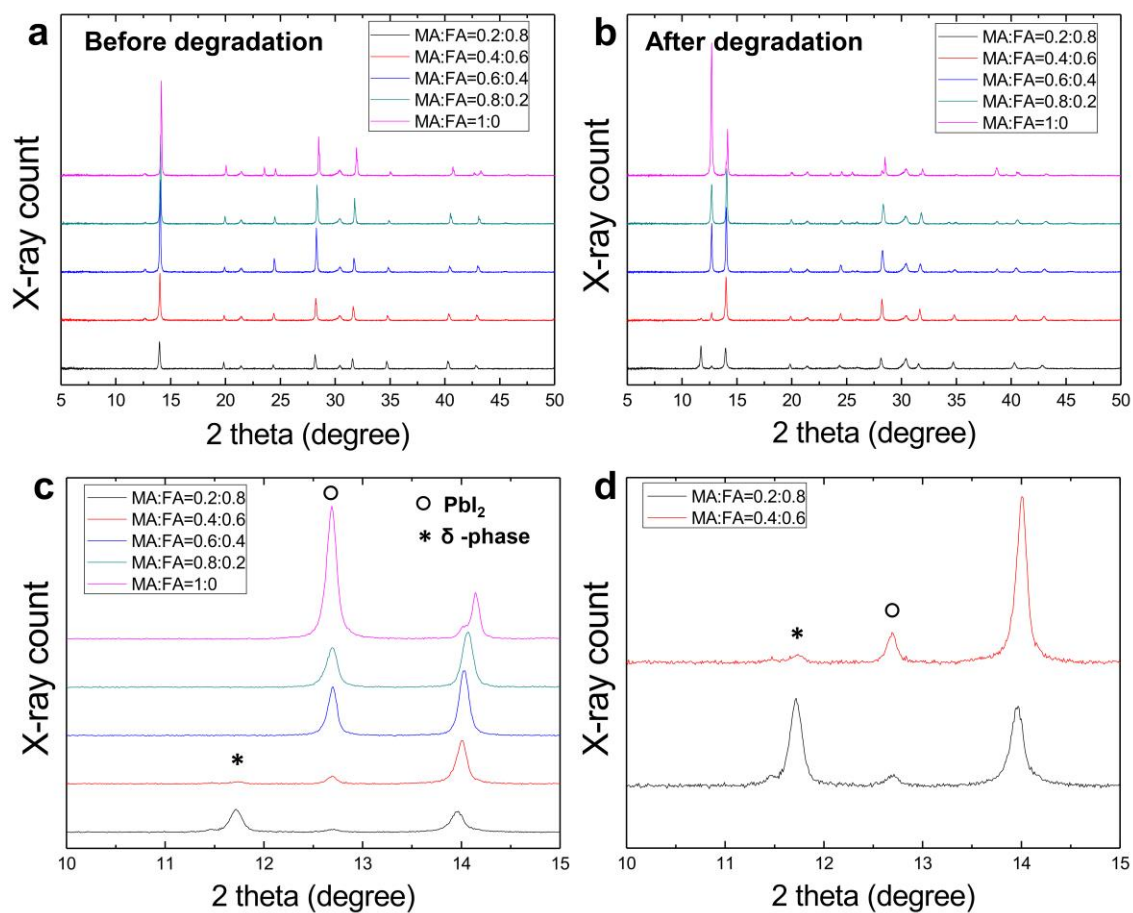 a
Before degradation
MA:FA=0.2:0.8
MA:FA=0.4:0.6
MA:FA=0.6:0.4
MA:FA=0.8:0.2
MA:FA=1:0
X-ray count
5 10 15 20 25 30 35 40 45 50
2 theta (degree)
b
After degradation
MA:FA=0.2:0.8
MA:FA=0.4:0.6
MA:FA=0.6:0.4
MA:FA=0.8:0.2
MA:FA=1:0
X-ray count
5 10 15 20 25 30 35 40 45 50
2 theta (degree)
c
MA:FA=0.2:0.8
MA:FA=0.4:0.6
MA:FA=0.6:0.4
MA:FA=0.8:0.2
MA:FA=1:0
PbI₂
* δ -phase
*
X-ray count
10 11 12 13 14 15
2 theta (degree)
d
MA:FA=0.2:0.8
MA:FA=0.4:0.6
*
X-ray count
10 11 12 13 14 15
2 theta (degree)